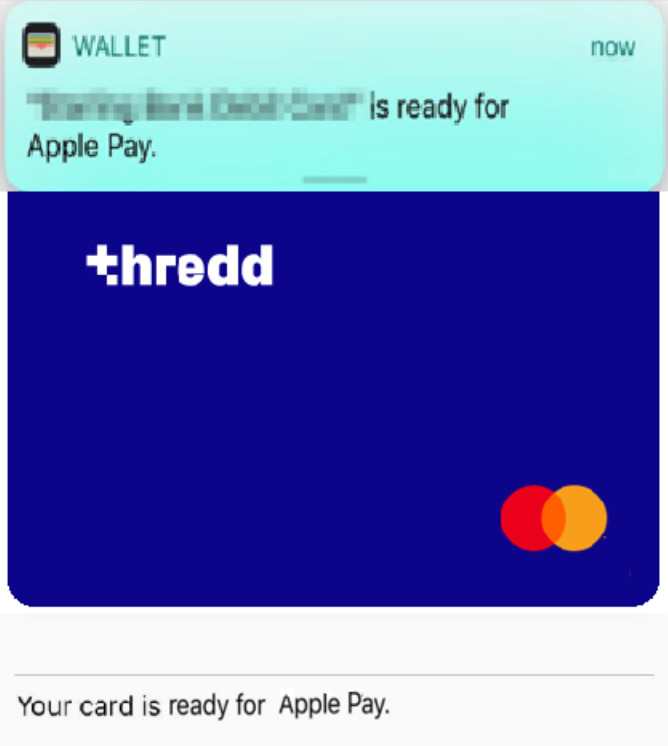 WALLET
now
is ready for
Apple Pay.
thredd
Your card is ready for Apple Pay.